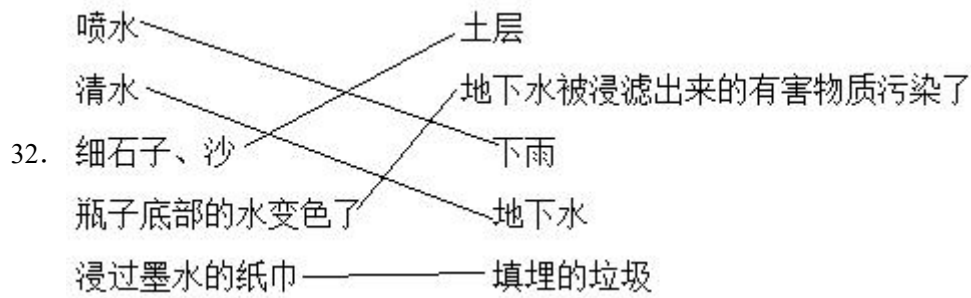 喷水 土层
清水 地下水被浸滤出来的有害物质污染了
32. 细石子、沙 下雨
瓶子底部的水变色了 地下水
浸过墨水的纸巾 填埋的垃圾